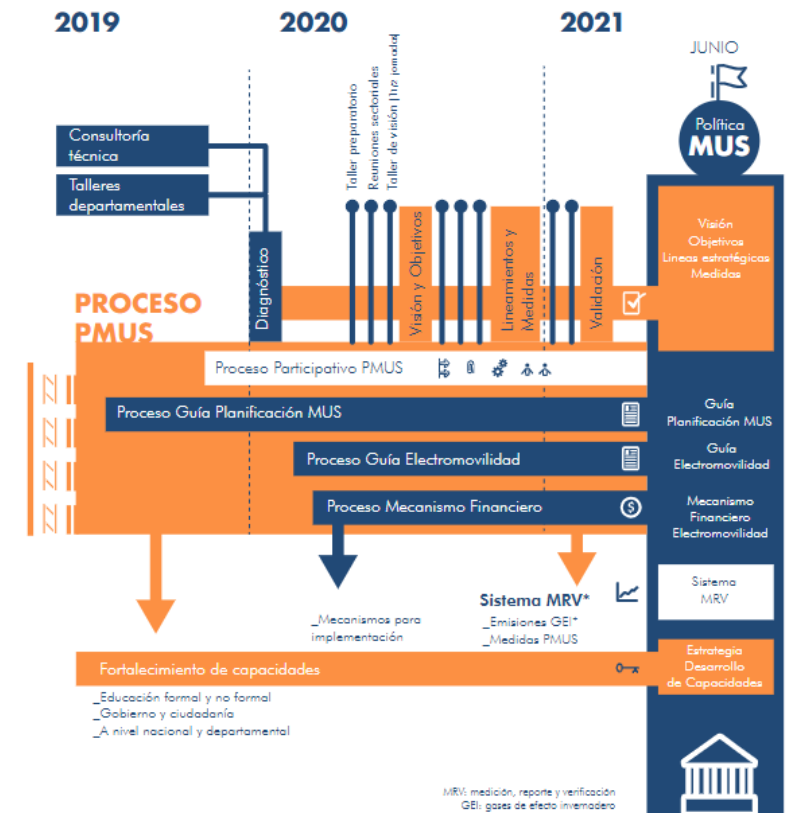 2019
2020
2021
JUNIO
Política
MUS
Consultoría
técnica
Talleres
departamentales
Diagnóstico
Taller preparatorio
Reuniones sectoriales
Taller de visión [1
jornada]
Visión y Objetivos
Lineamientos y
Medidas
Validación
Visión
Objetivos
Lineas estratégicas
Medidas
PROCESO
PMUS
Proceso Participativo PMUS
Proceso Guía Planificación MUS
Guía
Planificación MUS
Proceso Guía Electromovilidad
Guía
Electromovilidad
Proceso Mecanismo Financiero
$
Mecanismo
Financiero
Electromovilidad
_Mecanismos para
implementación
Sistema MRV*
_Emisiones GEI*
_Medidas PMUS
Sistema
MRV
Fortalecimiento de capacidades
Estrategia
Desarrollo
de Capacidades
_Educación formal y no formal
_Gobierno y ciudadanía
_A nivel nacional y departamental
MRV: medición, reporte y verificación
GEI: gases de efecto invernadero